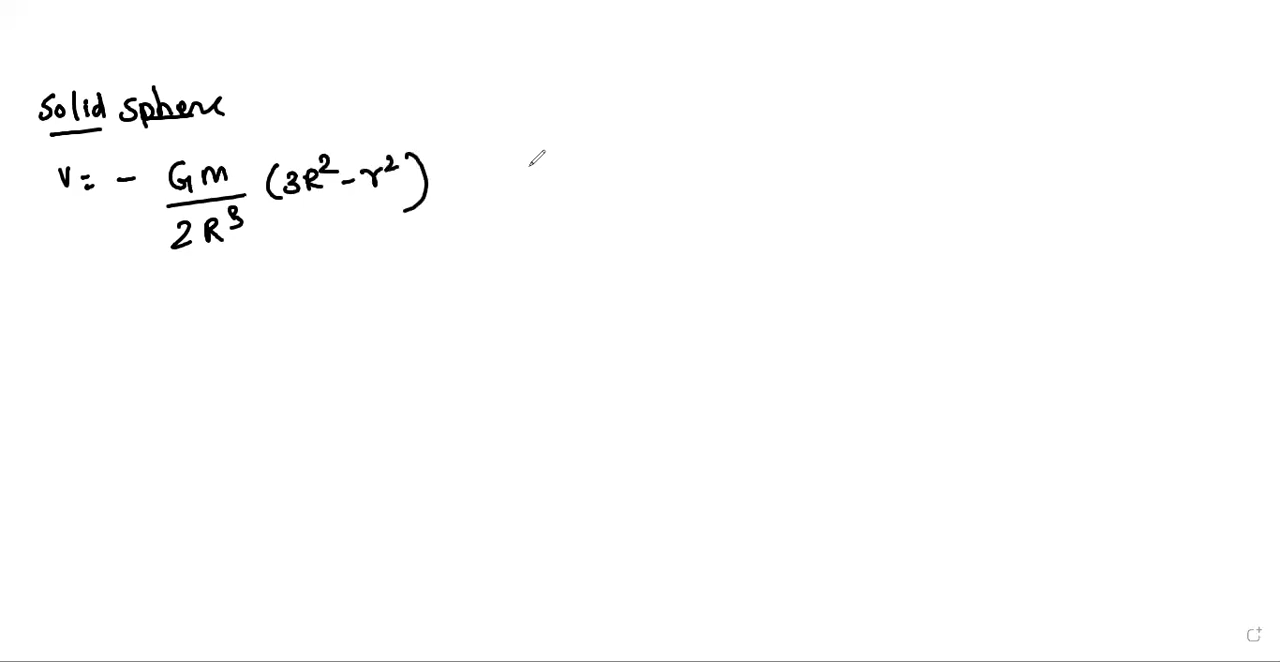 Solid sphere
V = - GM / 2R³ (3R² - r²)